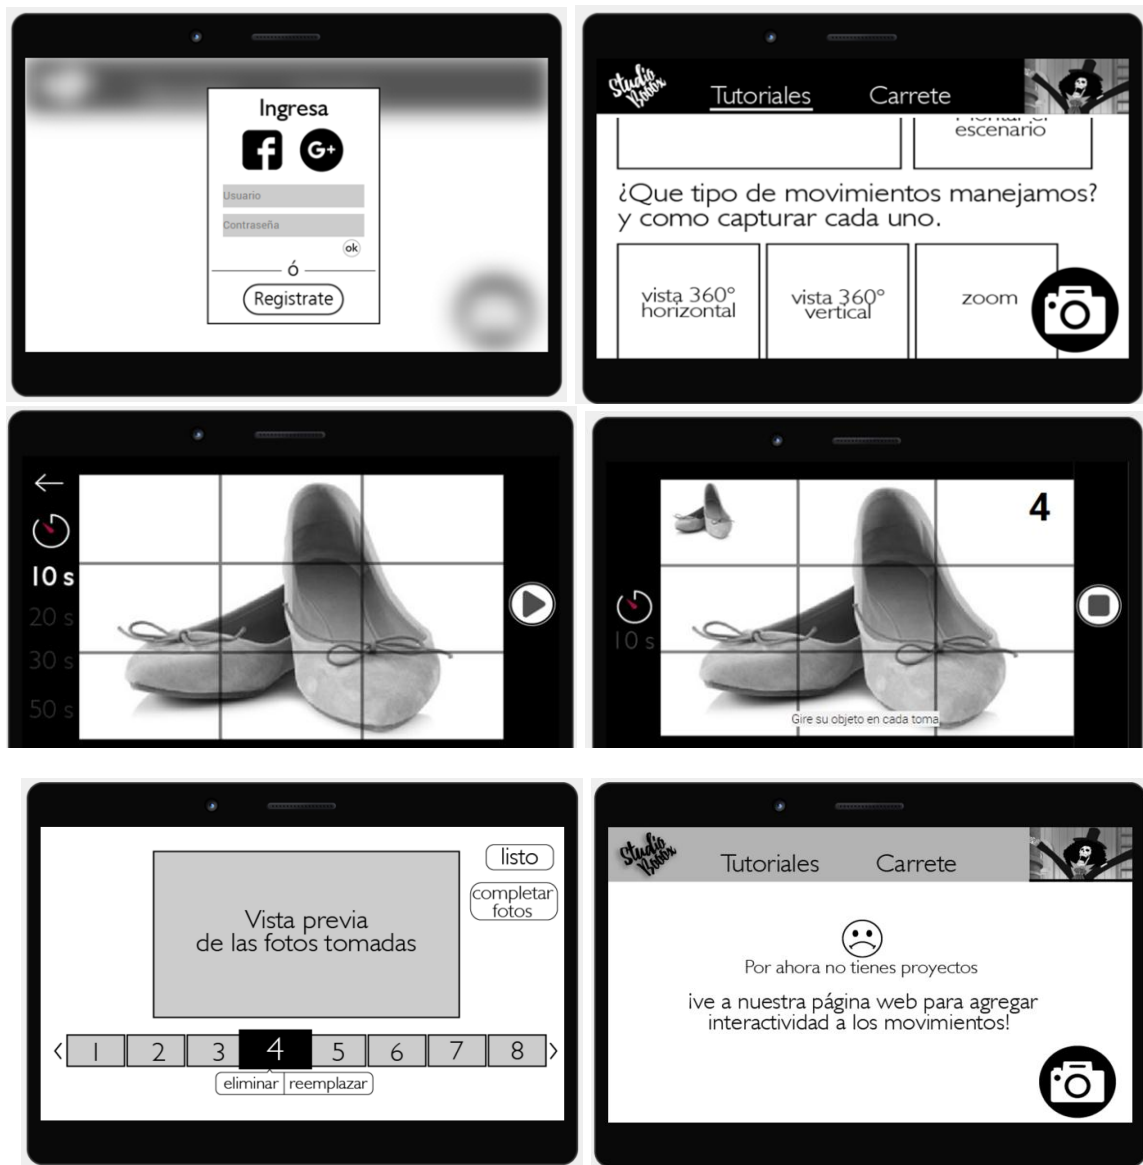 Ingresa
G+
Usuario
Contraseña
ok
ó
Registrate
Studio
Tutoriales
Carrete
escenario
¿Que tipo de movimientos manejamos?
y como capturar cada uno.
vista 360°
horizontal
vista 360°
vertical
zoom
10 s
20 s
30 s
50 s
4
10 s
Gire su objeto en cada toma
listo
completar
fotos
Vista previa
de las fotos tomadas
1 2 3 4 5 6 7 8
eliminar reemplazar
Studio
Tutoriales
Carrete
Por ahora no tienes proyectos
¡ve a nuestra página web para agregar
interactividad a los movimientos!